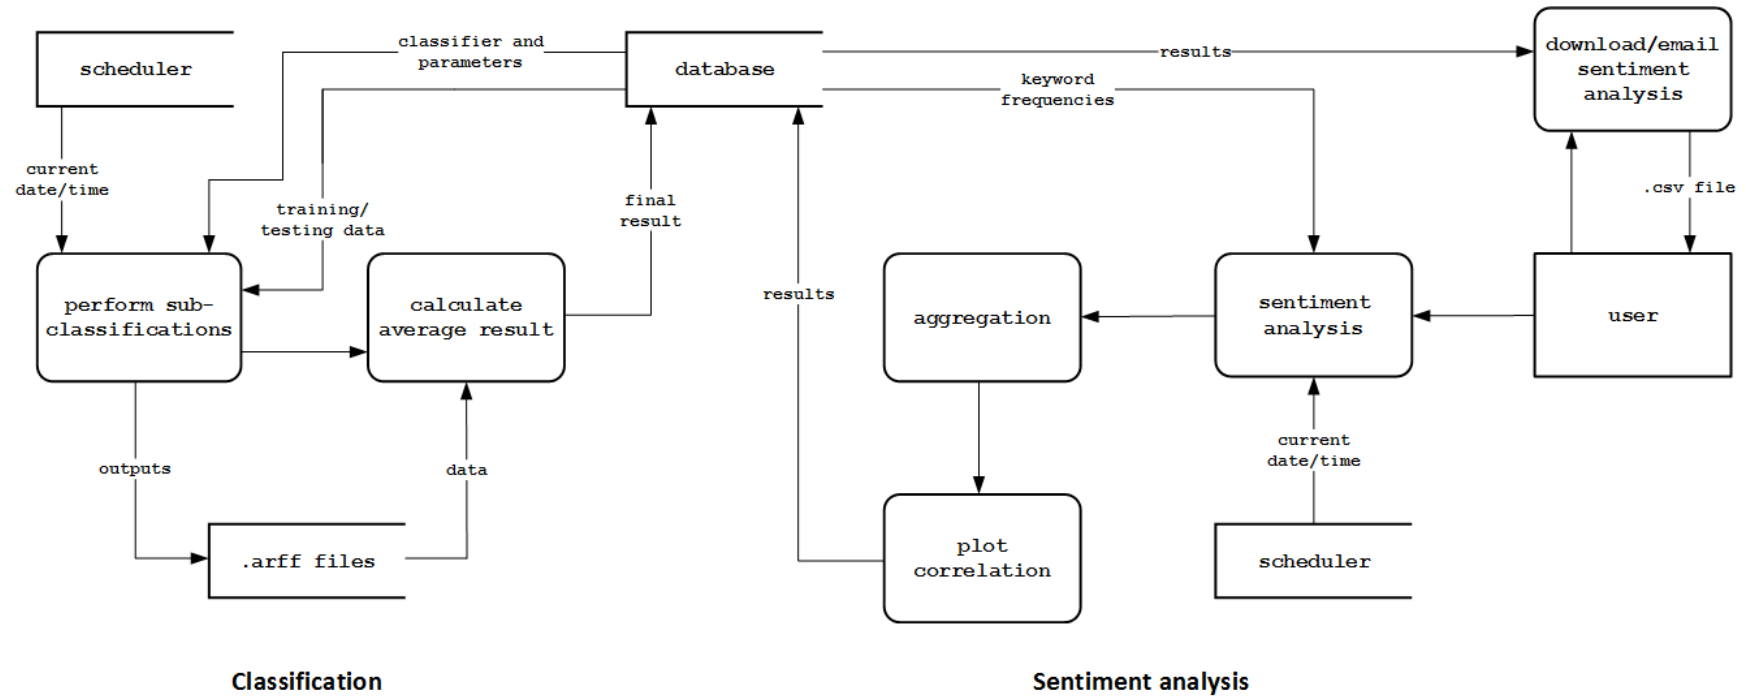 scheduler
classifier and
parameters
database
results
download/email
sentiment
analysis
keyword
frequencies
current
date/time
training/
testing data
final
result
.csv file
perform sub-
classifications
calculate
average result
results
aggregation
sentiment
analysis
user
outputs
data
current
date/time
.arff files
plot
correlation
scheduler
Classification
Sentiment analysis